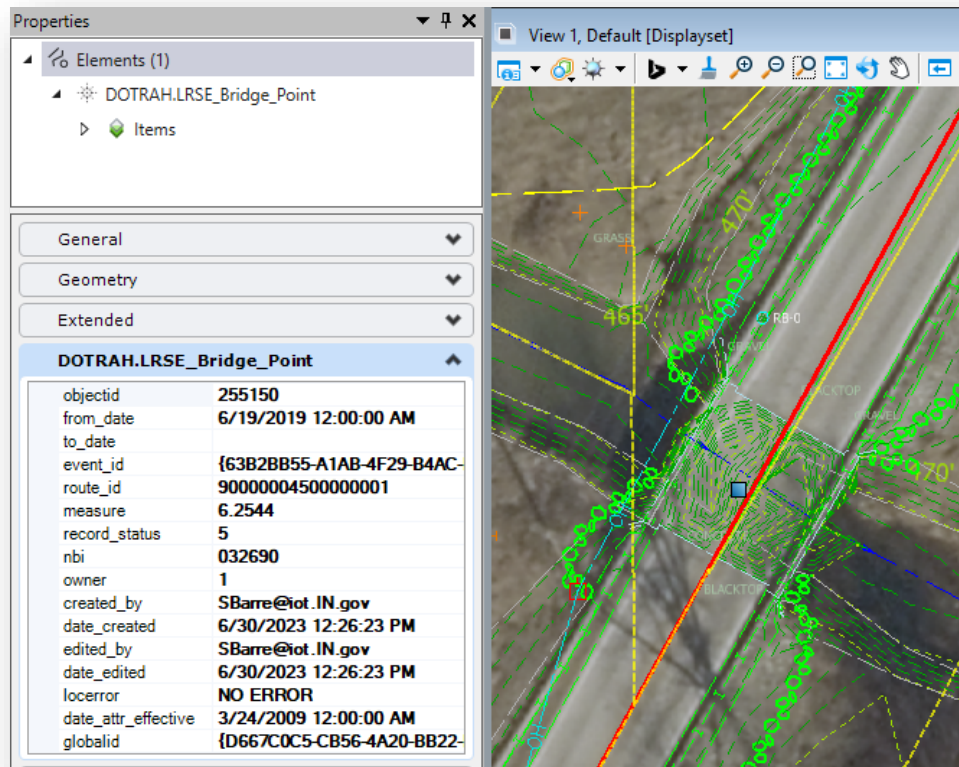 Properties
Elements (1)
DOTRAH.LRSE_Bridge_Point
Items
General
Geometry
Extended
DOTRAH.LRSE_Bridge_Point
objectid 255150
from_date 6/19/2019 12:00:00 AM
to_date
event_id {63B2BB55-A1AB-4F29-B4AC-
route_id 90000004500000001
measure 6.2544
record_status 5
nbi 032690
owner 1
created_by SBarre@iot.IN.gov
date_created 6/30/2023 12:26:23 PM
edited_by SBarre@iot.IN.gov
date_edited 6/30/2023 12:26:23 PM
locerror NO ERROR
date_attr_effective 3/24/2009 12:00:00 AM
globalid {D667C0C5-CB56-4A20-BB22-
View 1, Default [Displayset]
470'
GRASS
465'
RB-0
GRAVEL
ACKTOP
GRAVEL
470'
BLACKTOP
OH
OH